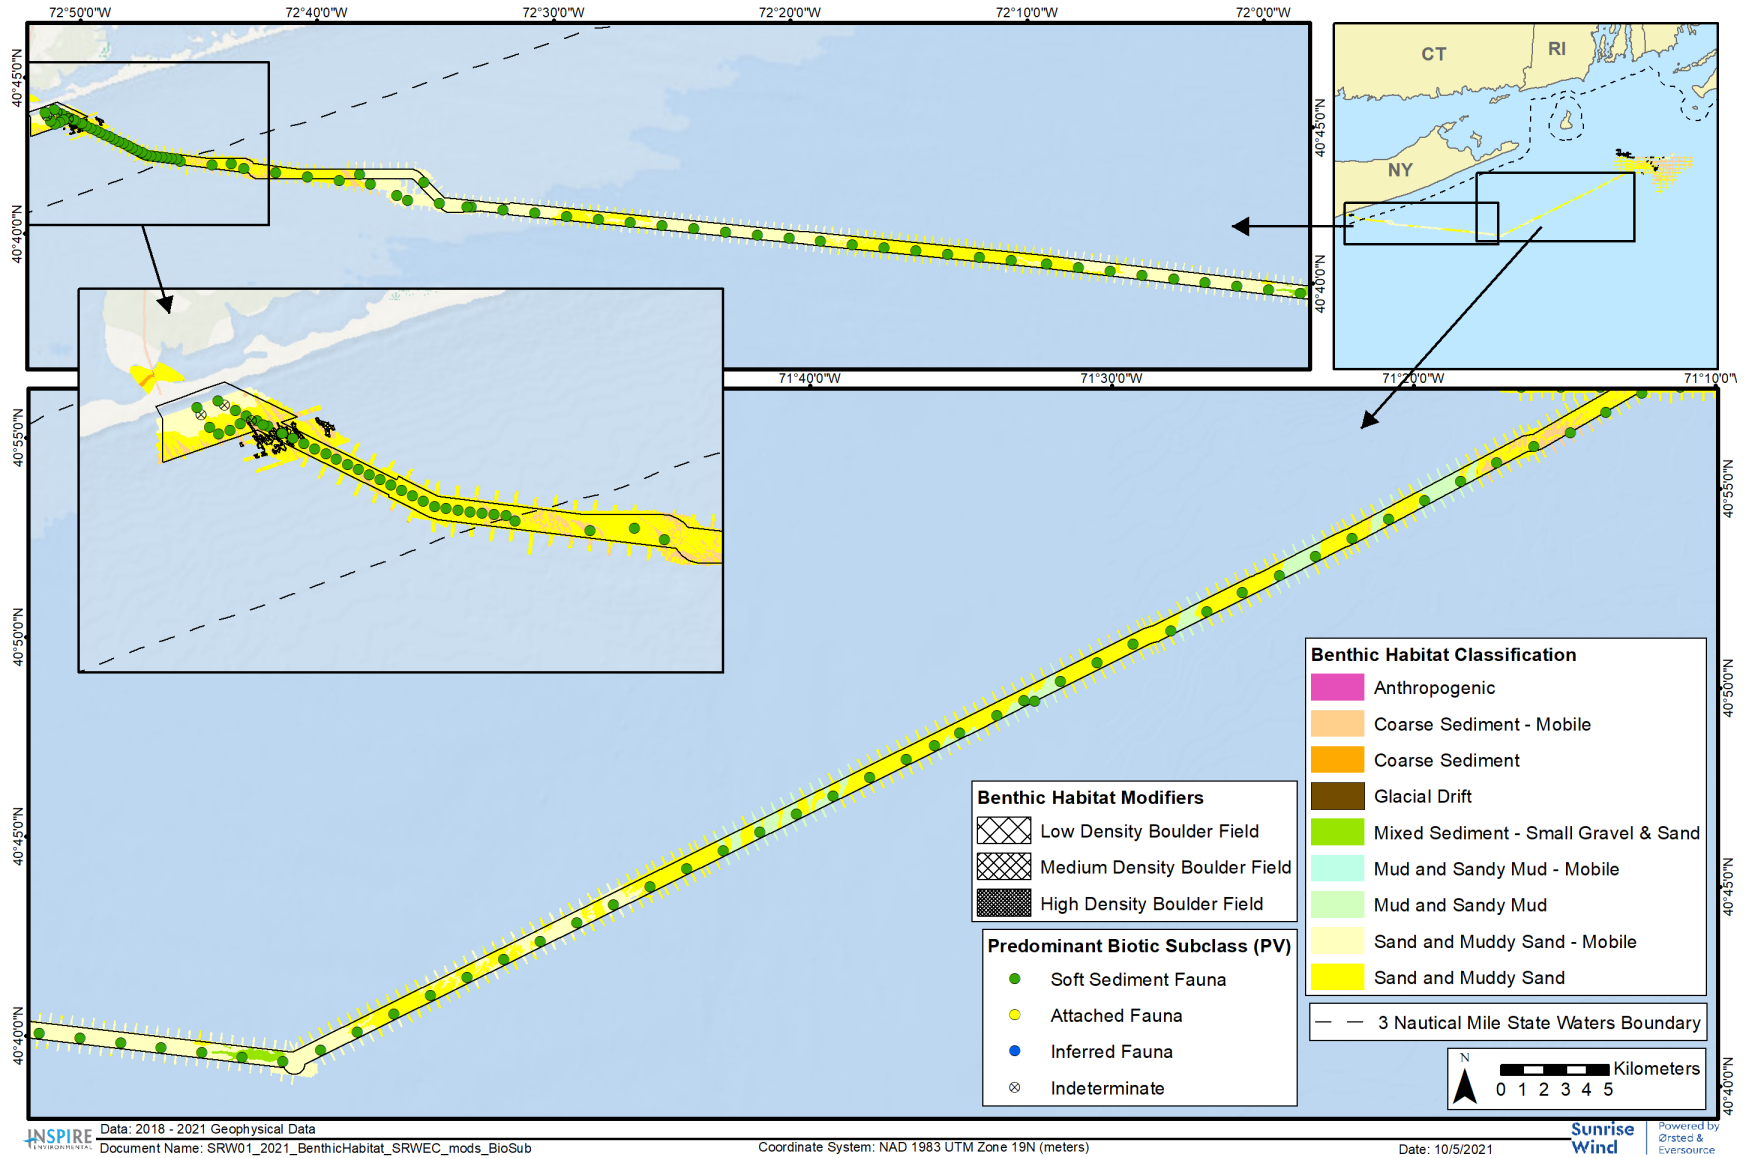 72°50'0"W 72°40'0"W 72°30'0"W 72°20'0"W 72°10'0"W 72°0'0"W
40°45'0"N
40°40'0"N
40°45'0"N
40°40'0"N
CT
RI
NY
71°40'0"W 71°30'0"W 71°20'0"W 71°10'0"W
40°55'0"N
40°50'0"N
40°45'0"N
40°40'0"N
40°55'0"N
40°50'0"N
40°45'0"N
40°40'0"N
Benthic Habitat Modifiers
Low Density Boulder Field
Medium Density Boulder Field
High Density Boulder Field
Predominant Biotic Subclass (PV)
Soft Sediment Fauna
Attached Fauna
Inferred Fauna
Indeterminate
Benthic Habitat Classification
Anthropogenic
Coarse Sediment - Mobile
Coarse Sediment
Glacial Drift
Mixed Sediment - Small Gravel & Sand
Mud and Sandy Mud - Mobile
Mud and Sandy Mud
Sand and Muddy Sand - Mobile
Sand and Muddy Sand
3 Nautical Mile State Waters Boundary
N
Kilometers
0 1 2 3 4 5
INSPIRE
ENVIRONMENTAL
Data: 2018 - 2021 Geophysical Data
Document Name: SRW01_2021_BenthicHabitat_SRWEC_mods_BioSub
Coordinate System: NAD 1983 UTM Zone 19N (meters)
Date: 10/5/2021
Sunrise
Wind
Powered by
Ørsted &
Eversource